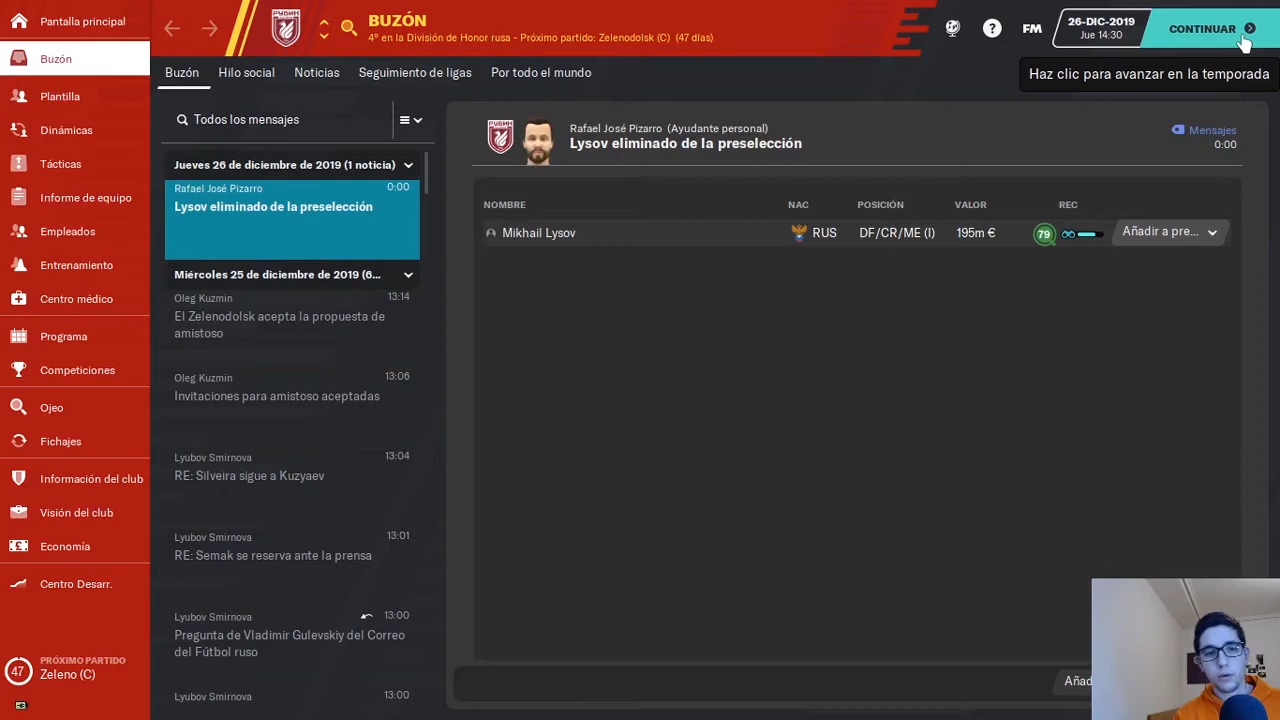 Pantalla principal
BUZÓN
4º en la División de Honor rusa - Próximo partido: Zelenodolsk (C) (47 días)
РУБИН
?
FM
26-DIC-2019
Jue 14:30
CONTINUAR
Haz clic para avanzar en la temporada
Buzón
Plantilla
Dinámicas
Tácticas
Informe de equipo
Empleados
Entrenamiento
Centro médico
Programa
Competiciones
Ojeo
Fichajes
Información del club
Visión del club
Economía
Centro Desarr.
47
PRÓXIMO PARTIDO
Zeleno (C)
Buzón
Hilo social
Noticias
Seguimiento de ligas
Por todo el mundo
Todos los mensajes
Jueves 26 de diciembre de 2019 (1 noticia)
Rafael José Pizarro
0:00
Lysov eliminado de la preselección
Miércoles 25 de diciembre de 2019 (6...
Oleg Kuzmin
13:14
El Zelenodolsk acepta la propuesta de
amistoso
Oleg Kuzmin
13:06
Invitaciones para amistoso aceptadas
Lyubov Smirnova
13:04
RE: Silveira sigue a Kuzyaev
Lyubov Smirnova
13:01
RE: Semak se reserva ante la prensa
Lyubov Smirnova
13:00
Pregunta de Vladimir Gulevskiy del Correo
del Fútbol ruso
Lyubov Smirnova
13:00
РУБИН
Rafael José Pizarro (Ayudante personal)
Lysov eliminado de la preselección
Mensajes
0:00
NOMBRE
NAC
POSICIÓN
VALOR
REC
Mikhail Lysov
RUS
DF/CR/ME (I)
195m €
79
Añadir a pre...